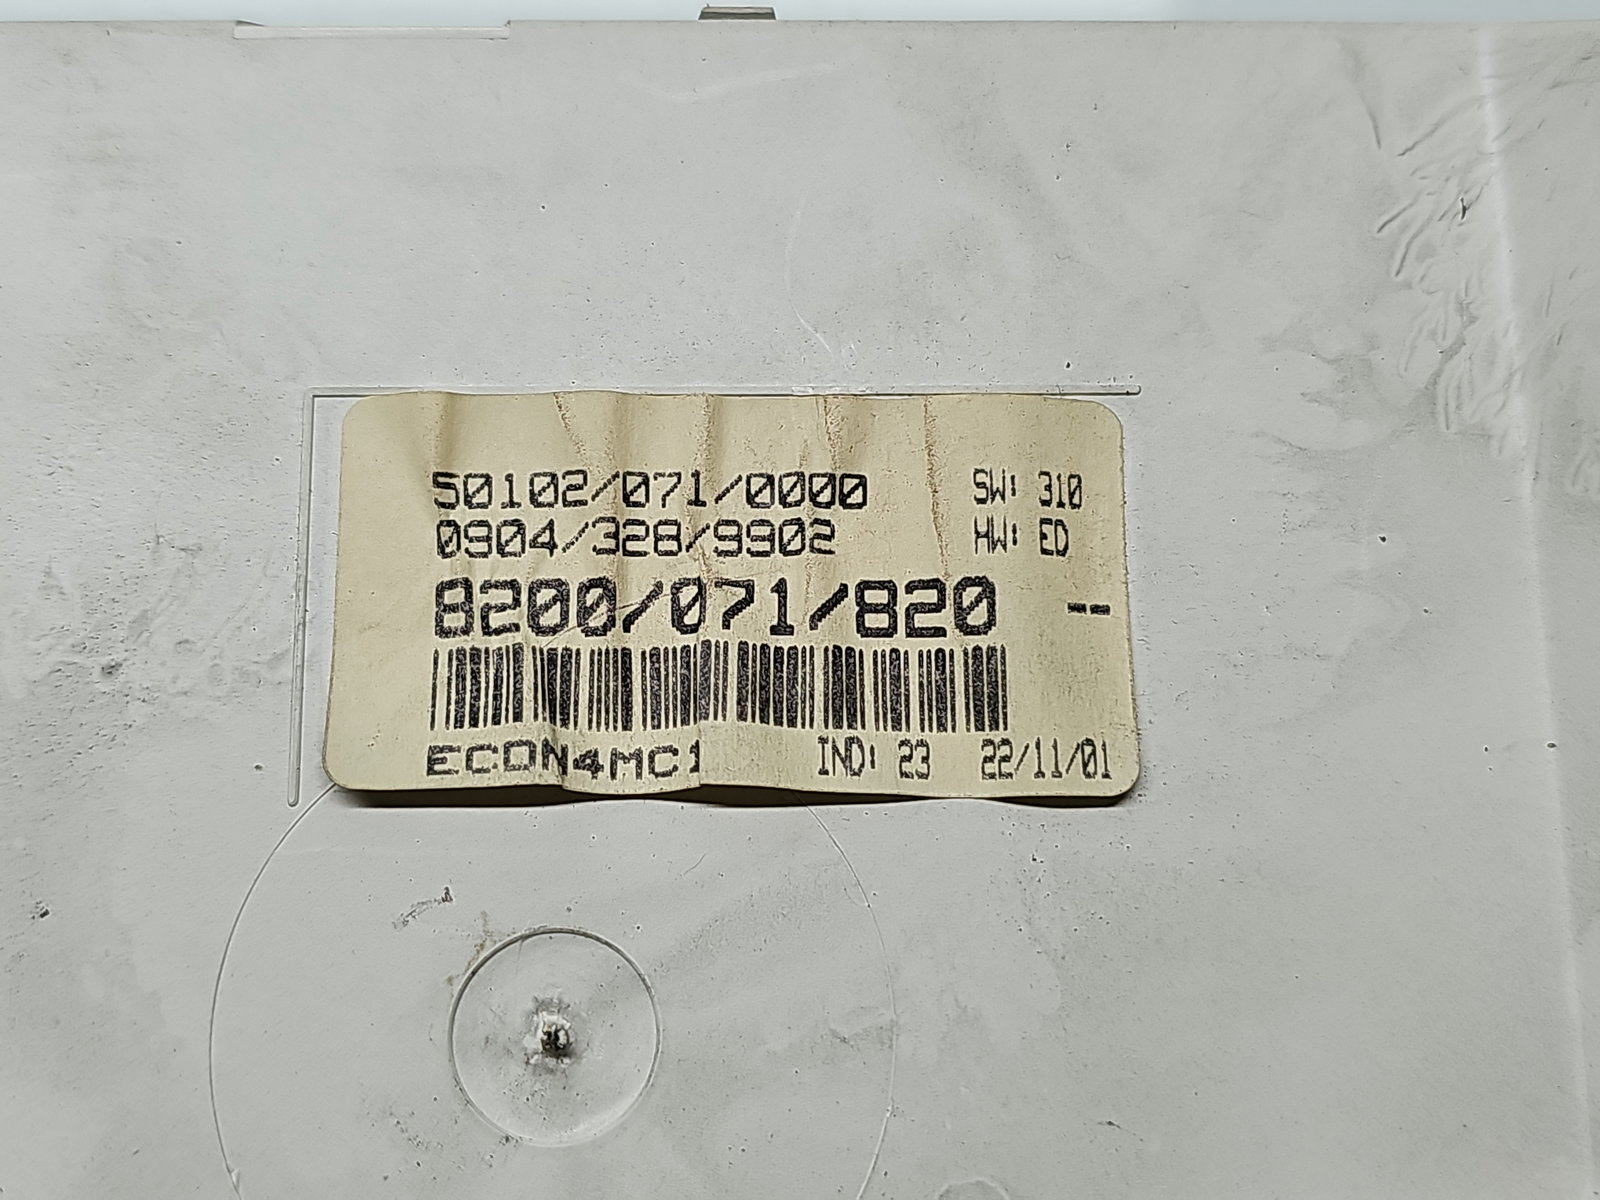 50102/071/0000 SW: 310
0904/328/9902 HW: ED
8200/071/820 --
ECON4MC1 IND: 23 22/11/01